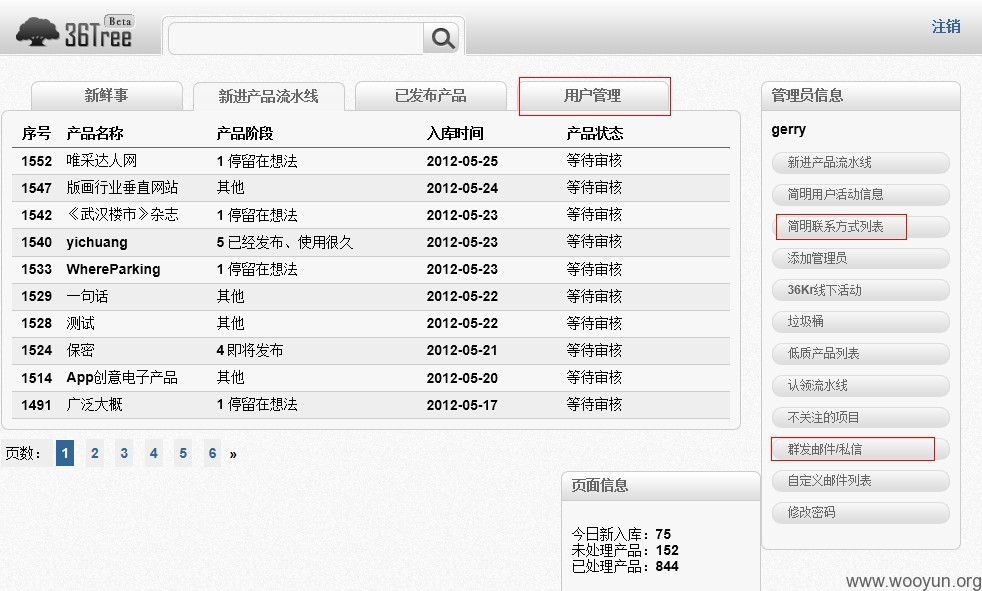 36Tree Beta
注销
新鲜事 新进产品流水线 已发布产品 用户管理
序号 产品名称 产品阶段 入库时间 产品状态
1552 唯采达人网 1 停留在想法 2012-05-25 等待审核
1547 版画行业垂直网站 其他 2012-05-24 等待审核
1542 《武汉楼市》杂志 1 停留在想法 2012-05-23 等待审核
1540 yichuang 5 已经发布、使用很久 2012-05-23 等待审核
1533 WhereParking 1 停留在想法 2012-05-23 等待审核
1529 一句话 其他 2012-05-22 等待审核
1528 测试 其他 2012-05-22 等待审核
1524 保密 4 即将发布 2012-05-21 等待审核
1514 App创意电子产品 其他 2012-05-20 等待审核
1491 广泛大概 1 停留在想法 2012-05-17 等待审核
页数： 1 2 3 4 5 6 »
管理员信息
gerry
新进产品流水线
简明用户活动信息
简明联系方式列表
添加管理员
36Kr线下活动
垃圾桶
低质产品列表
认领流水线
不关注的项目
群发邮件/私信
自定义邮件列表
修改密码
页面信息
今日新入库：75
未处理产品：152
已处理产品：844
www.wooyun.org